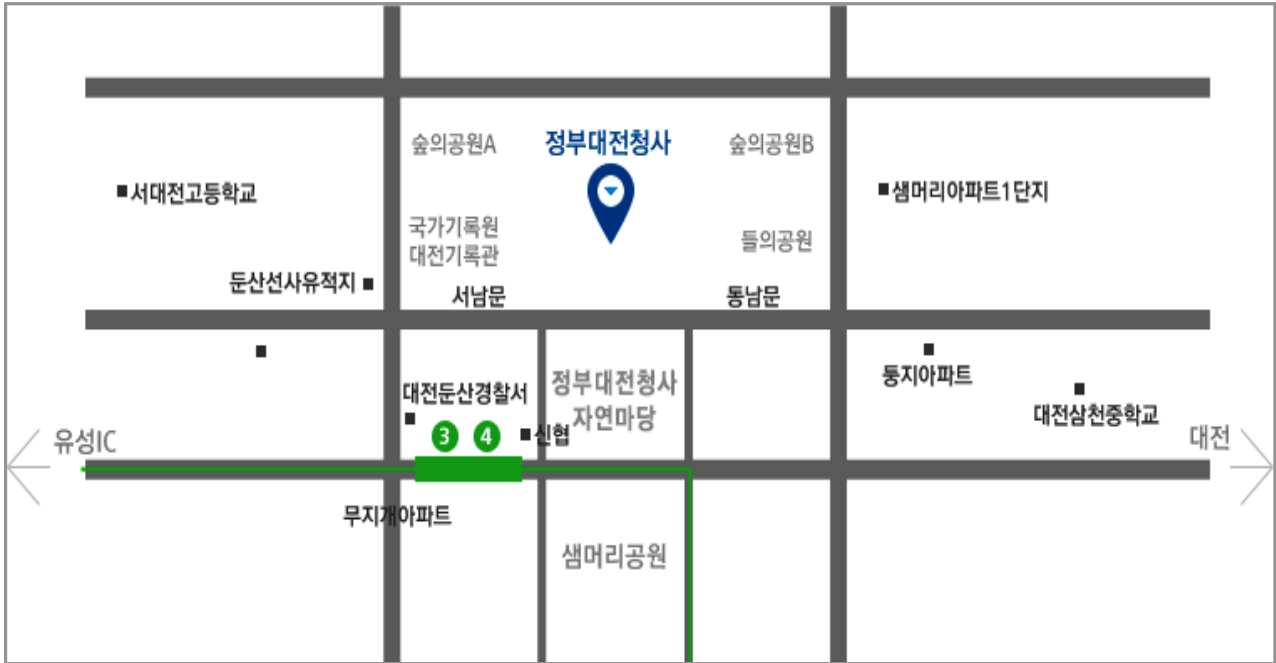 숲의공원A
정부대전청사
숲의공원B
서대전고등학교
샘머리아파트1단지
국가기록원
대전기록관
들의공원
둔산선사유적지
서남문
동남문
대전둔산경찰서
정부대전청사
자연마당
둥지아파트
대전삼천중학교
3
4
신협
유성IC
대전
무지개아파트
샘머리공원